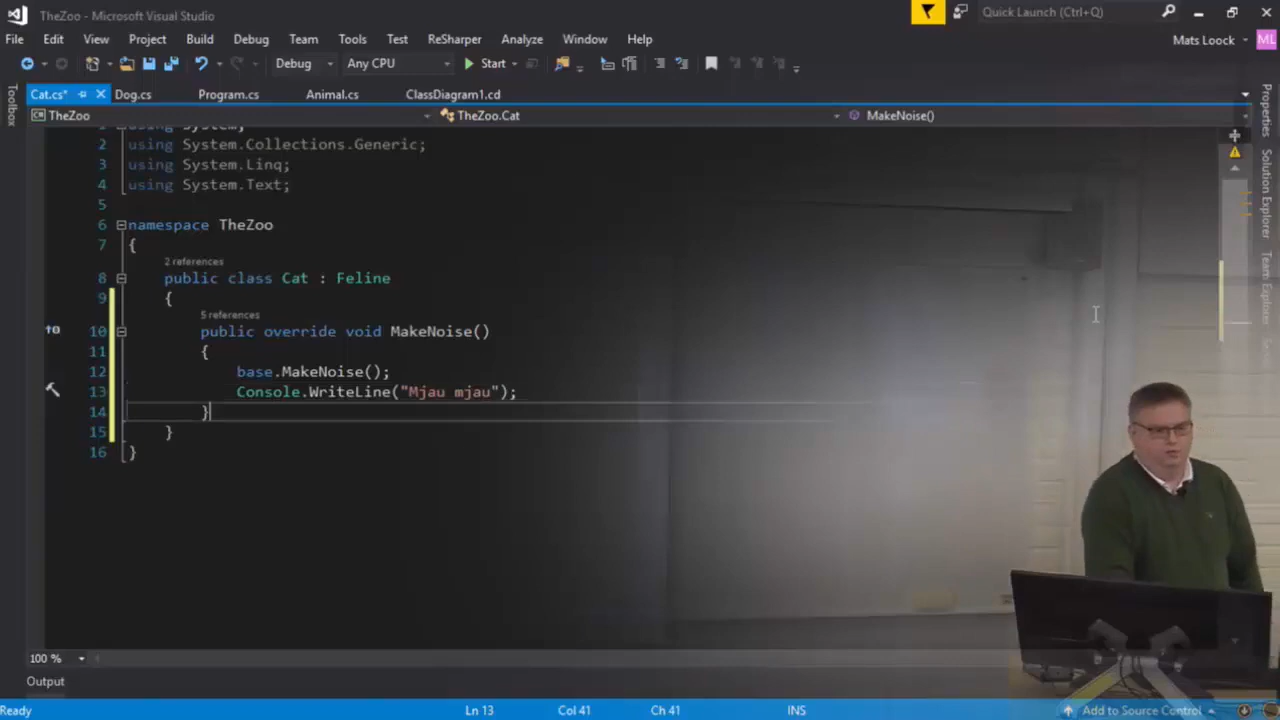 TheZoo - Microsoft Visual Studio
Quick Launch (Ctrl+Q)
File Edit View Project Build Debug Team Tools Test ReSharper Analyze Window Help
Mats Loock ML
Debug Any CPU Start
Cat.cs* Dog.cs Program.cs Animal.cs ClassDiagram1.cd
TheZoo TheZoo.Cat MakeNoise()
Toolbox
Properties
Solution Explorer
Team Explorer
1 using System;
2 using System.Collections.Generic;
3 using System.Linq;
4 using System.Text;
5
6 namespace TheZoo
7 {
2 references
8 public class Cat : Feline
9 {
5 references
10 public override void MakeNoise()
11 {
12 base.MakeNoise();
13 Console.WriteLine("Mjau mjau");
14 }
15 }
16 }
100 %
Output
Ready Ln 13 Col 41 Ch 41 INS Add to Source Control